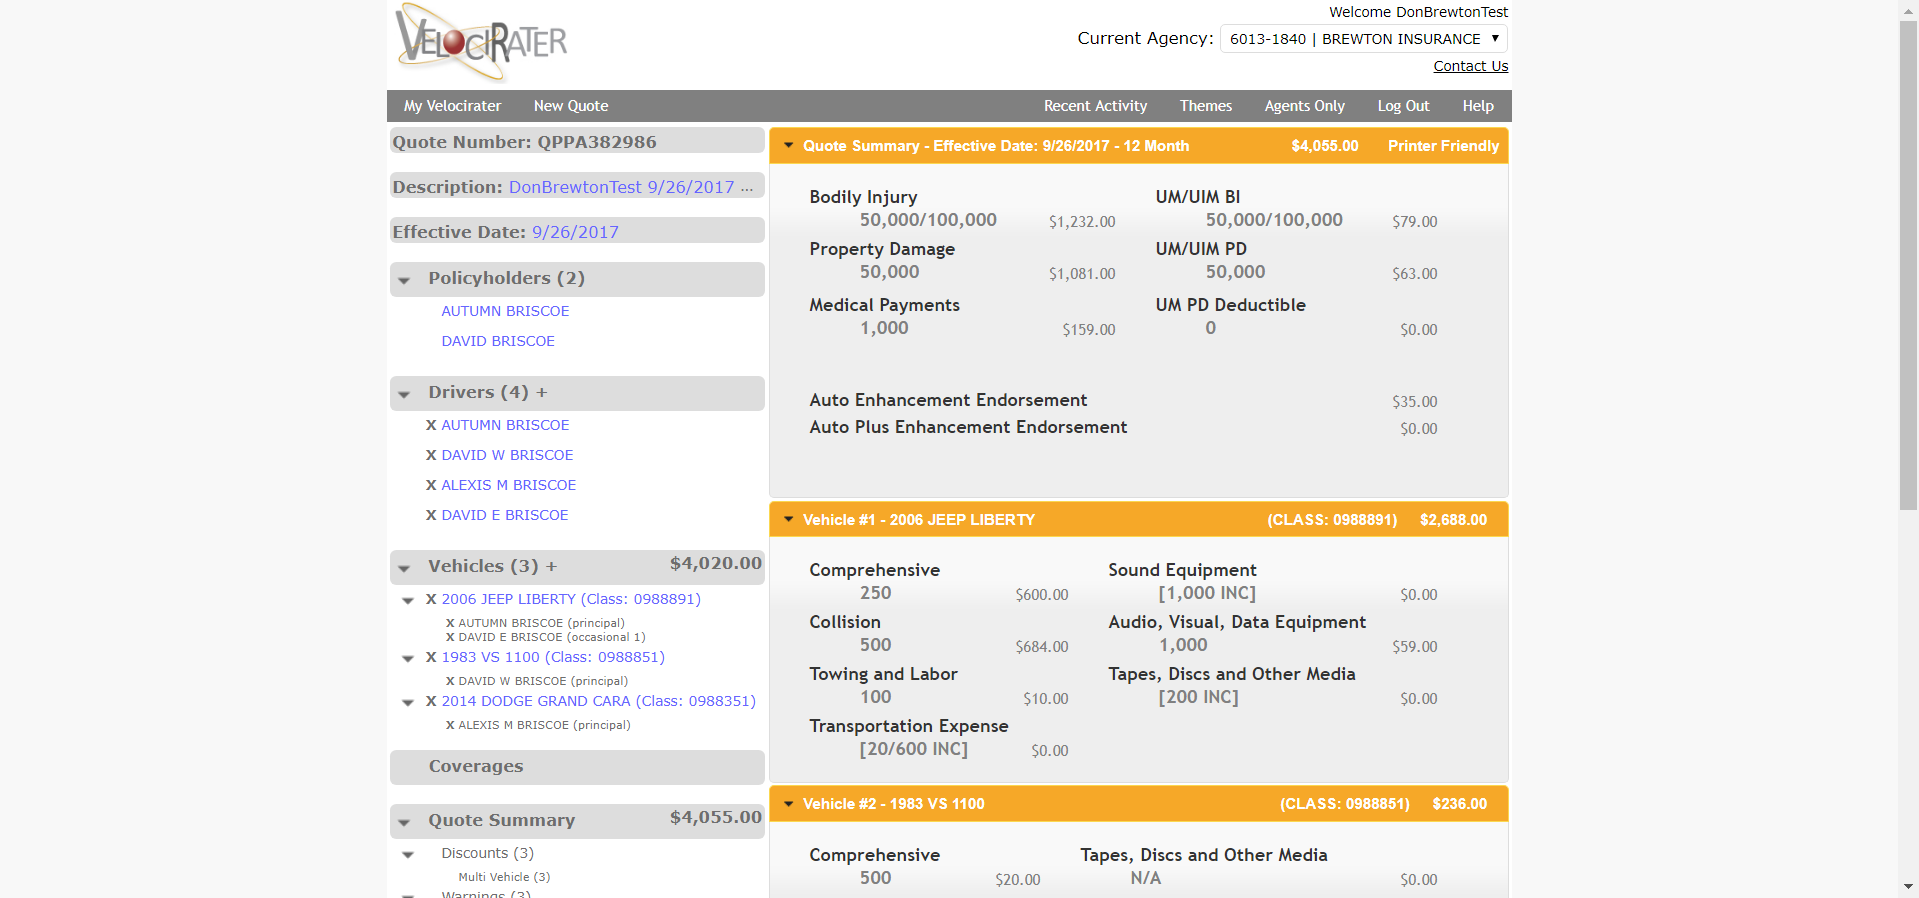 VELOCIRATER
Welcome DonBrewtonTest
Current Agency: 6013-1840 | BREWTON INSURANCE
Contact Us
My Velocirater New Quote Recent Activity Themes Agents Only Log Out Help
Quote Number: QPPA382986
Description: DonBrewtonTest 9/26/2017 ...
Effective Date: 9/26/2017
Policyholders (2)
AUTUMN BRISCOE
DAVID BRISCOE
Drivers (4) +
X AUTUMN BRISCOE
X DAVID W BRISCOE
X ALEXIS M BRISCOE
X DAVID E BRISCOE
Vehicles (3) + $4,020.00
X 2006 JEEP LIBERTY (Class: 0988891)
X AUTUMN BRISCOE (principal)
X DAVID E BRISCOE (occasional 1)
X 1983 VS 1100 (Class: 0988851)
X DAVID W BRISCOE (principal)
X 2014 DODGE GRAND CARA (Class: 0988351)
X ALEXIS M BRISCOE (principal)
Coverages
Quote Summary $4,055.00
Discounts (3)
Multi Vehicle (3)
Warnings (3)
Quote Summary - Effective Date: 9/26/2017 - 12 Month $4,055.00 Printer Friendly
Bodily Injury UM/UIM BI
50,000/100,000 $1,232.00 50,000/100,000 $79.00
Property Damage UM/UIM PD
50,000 $1,081.00 50,000 $63.00
Medical Payments UM PD Deductible
1,000 $159.00 0 $0.00
Auto Enhancement Endorsement $35.00
Auto Plus Enhancement Endorsement $0.00
Vehicle #1 - 2006 JEEP LIBERTY (CLASS: 0988891) $2,688.00
Comprehensive Sound Equipment
250 $600.00 [1,000 INC] $0.00
Collision Audio, Visual, Data Equipment
500 $684.00 1,000 $59.00
Towing and Labor Tapes, Discs and Other Media
100 $10.00 [200 INC] $0.00
Transportation Expense
[20/600 INC] $0.00
Vehicle #2 - 1983 VS 1100 (CLASS: 0988851) $236.00
Comprehensive Tapes, Discs and Other Media
500 $20.00 N/A $0.00